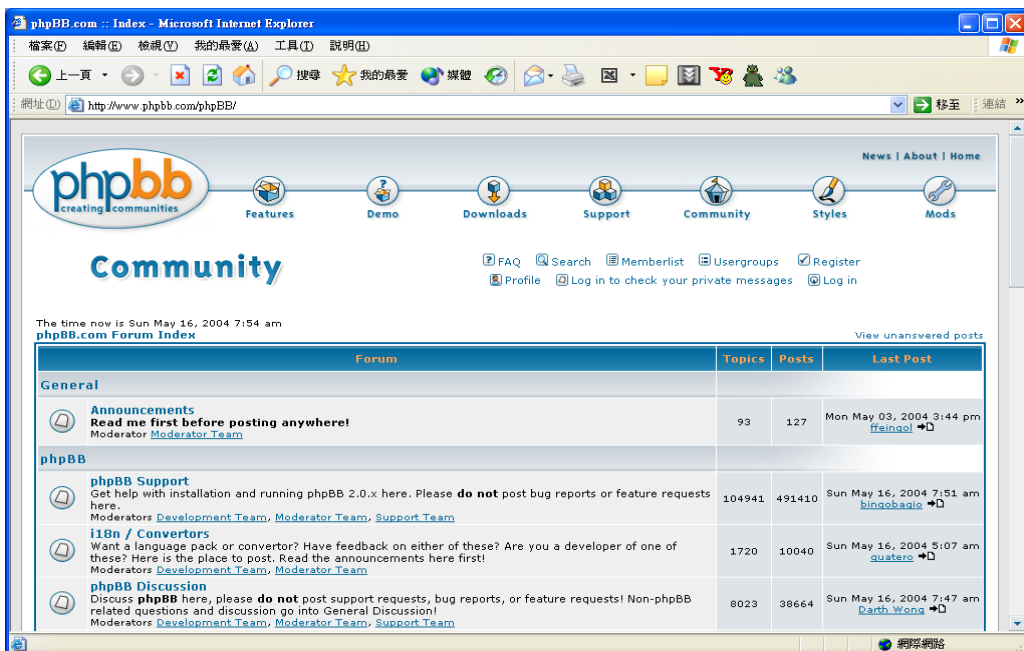 phpBB.com :: Index - Microsoft Internet Explorer
檔案(F) 編輯(E) 檢視(V) 我的最愛(A) 工具(T) 說明(H)
上一頁 搜尋 我的最愛 媒體
網址(D) http://www.phpbb.com/phpBB/ 移至 連結 »
News | About | Home
phpbb
creating communities
Features Demo Downloads Support Community Styles Mods
Community
FAQ Search Memberlist Usergroups Register
Profile Log in to check your private messages Log in
The time now is Sun May 16, 2004 7:54 am
phpBB.com Forum Index View unanswered posts
Forum Topics Posts Last Post
General
Announcements
Read me first before posting anywhere!
Moderator Moderator Team
93 127 Mon May 03, 2004 3:44 pm
ffeingol
phpBB
phpBB Support
Get help with installation and running phpBB 2.0.x here. Please do not post bug reports or feature requests
here.
Moderators Development Team, Moderator Team, Support Team
104941 491410 Sun May 16, 2004 7:51 am
bingobagio
i18n / Convertors
Want a language pack or convertor? Have feedback on either of these? Are you a developer of one of
these? Here is the place to post. Read the announcements here first!
Moderators Development Team, Moderator Team
1720 10040 Sun May 16, 2004 5:07 am
quatero
phpBB Discussion
Discuss phpBB here, please do not post support requests, bug reports, or feature requests! Non-phpBB
related questions and discussion go into General Discussion!
Moderators Development Team, Moderator Team, Support Team
8023 38664 Sun May 16, 2004 7:47 am
Darth Wong
網際網路